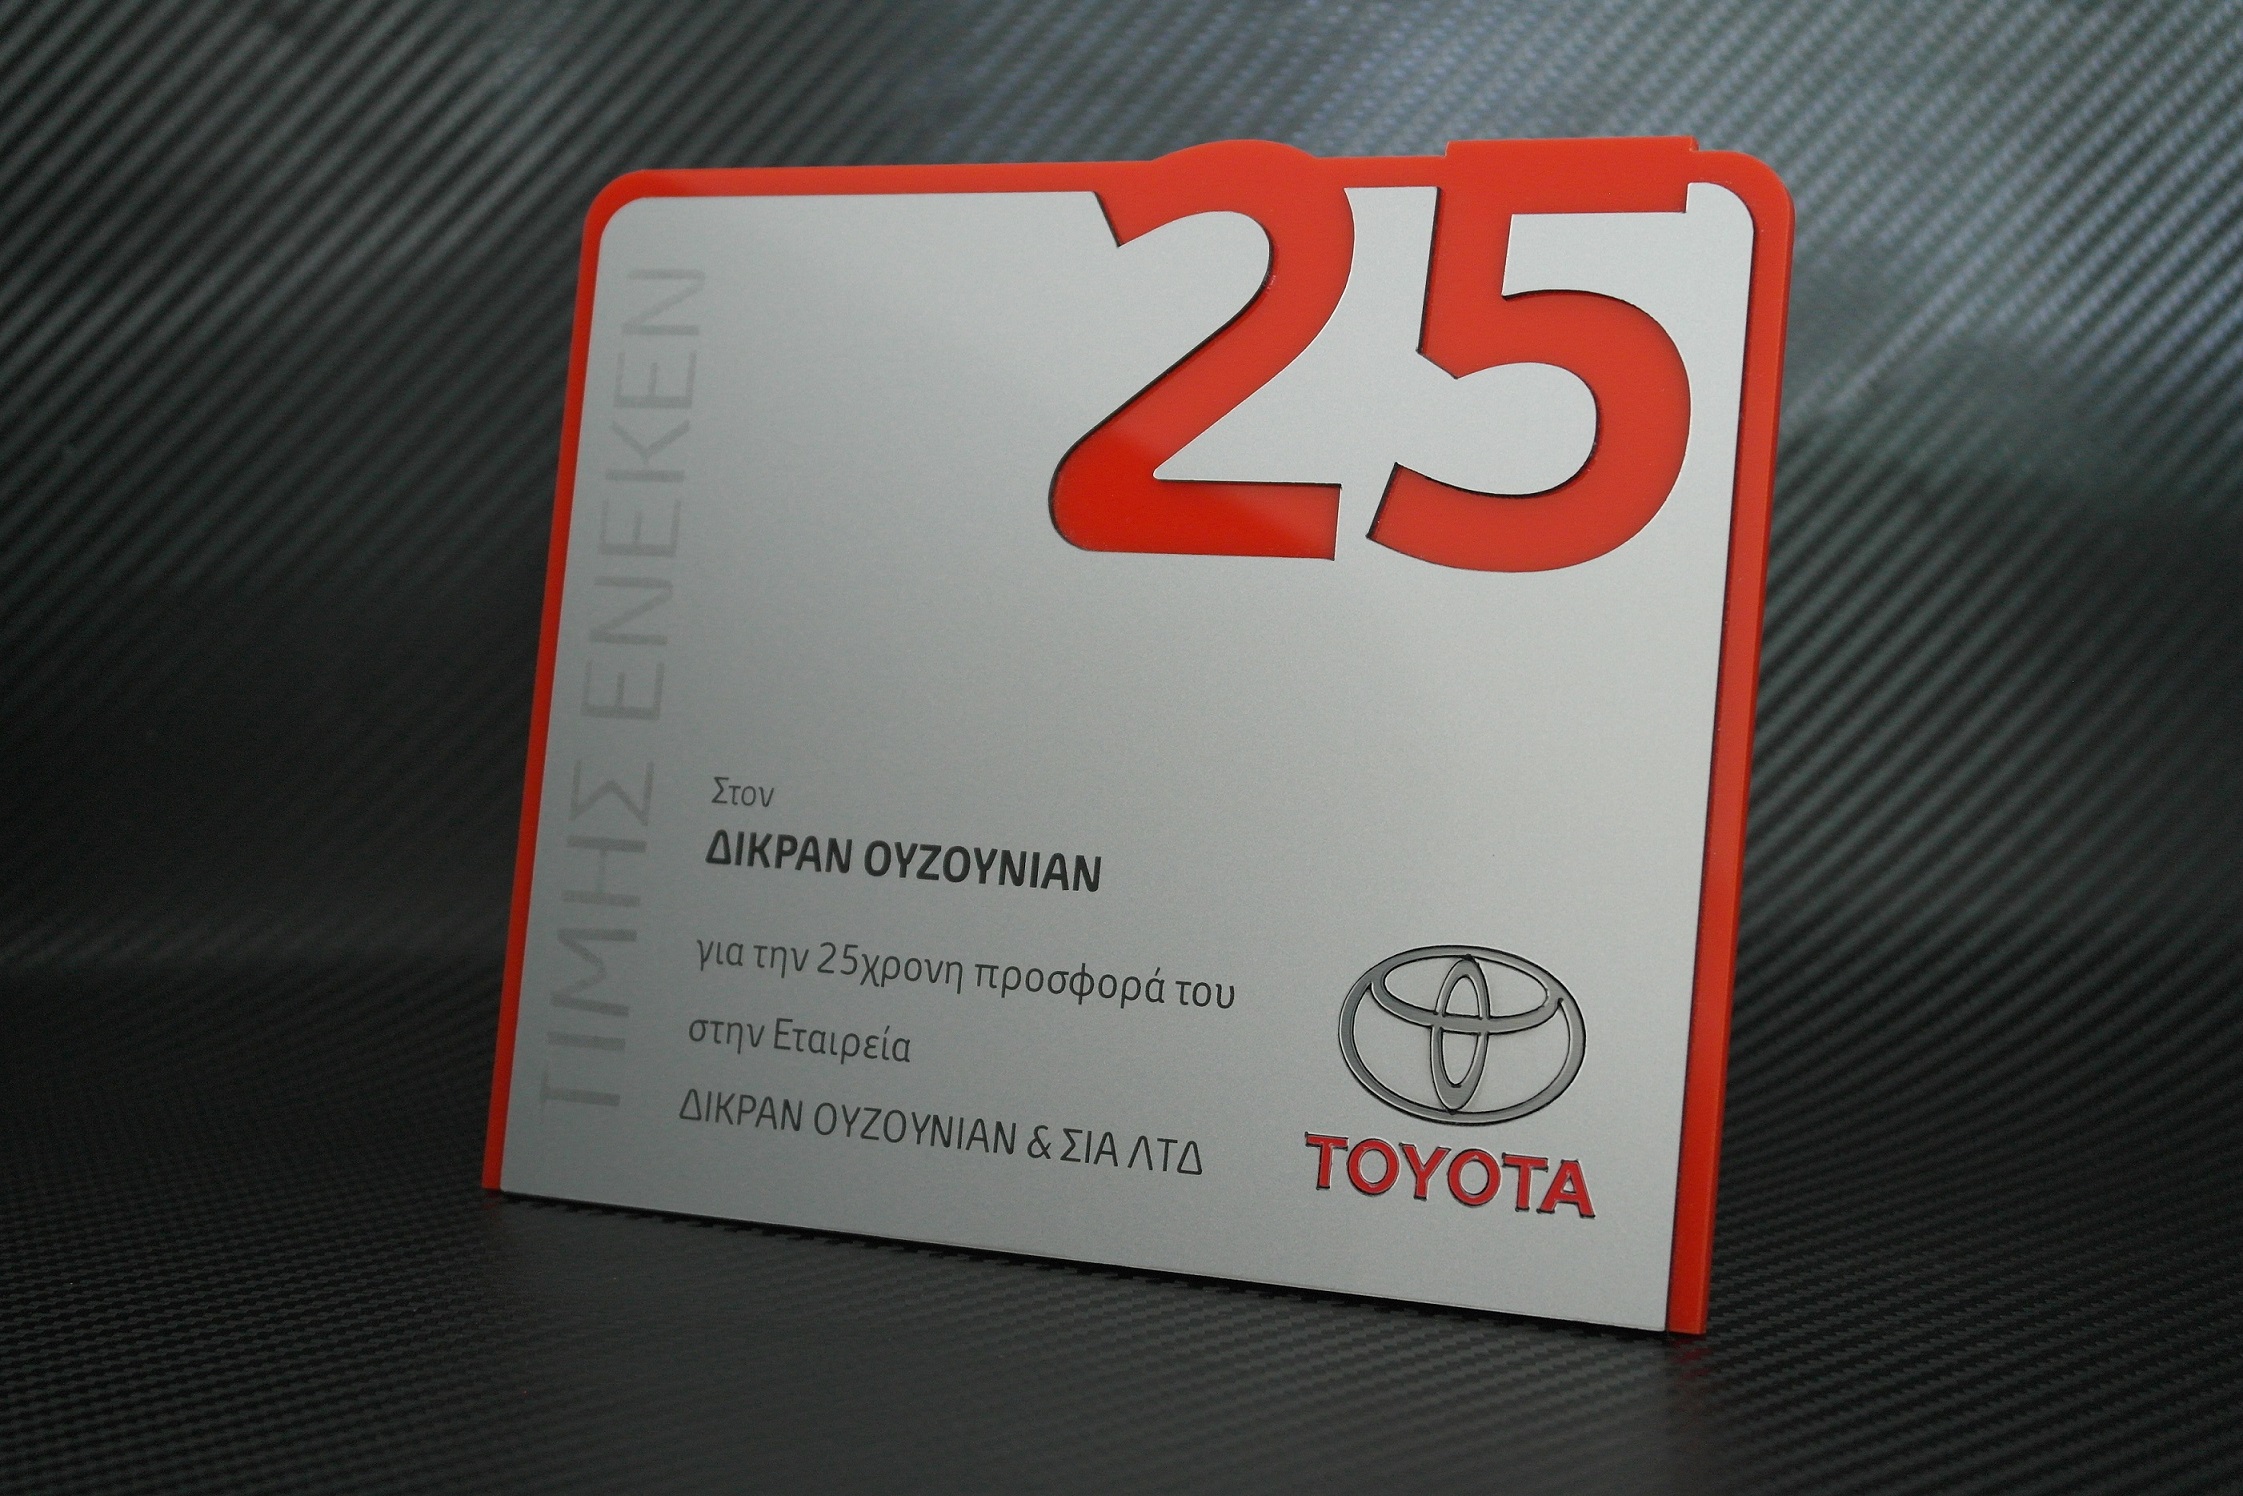 25
ΤΙΜΗΣ ΕΝΕΚΕΝ
Στον
ΔΙΚΡΑΝ ΟΥΖΟΥΝΙΑΝ
για την 25χρονη προσφορά του
στην Εταιρεία
ΔΙΚΡΑΝ ΟΥΖΟΥΝΙΑΝ & ΣΙΑ ΛΤΔ
TOYOTA